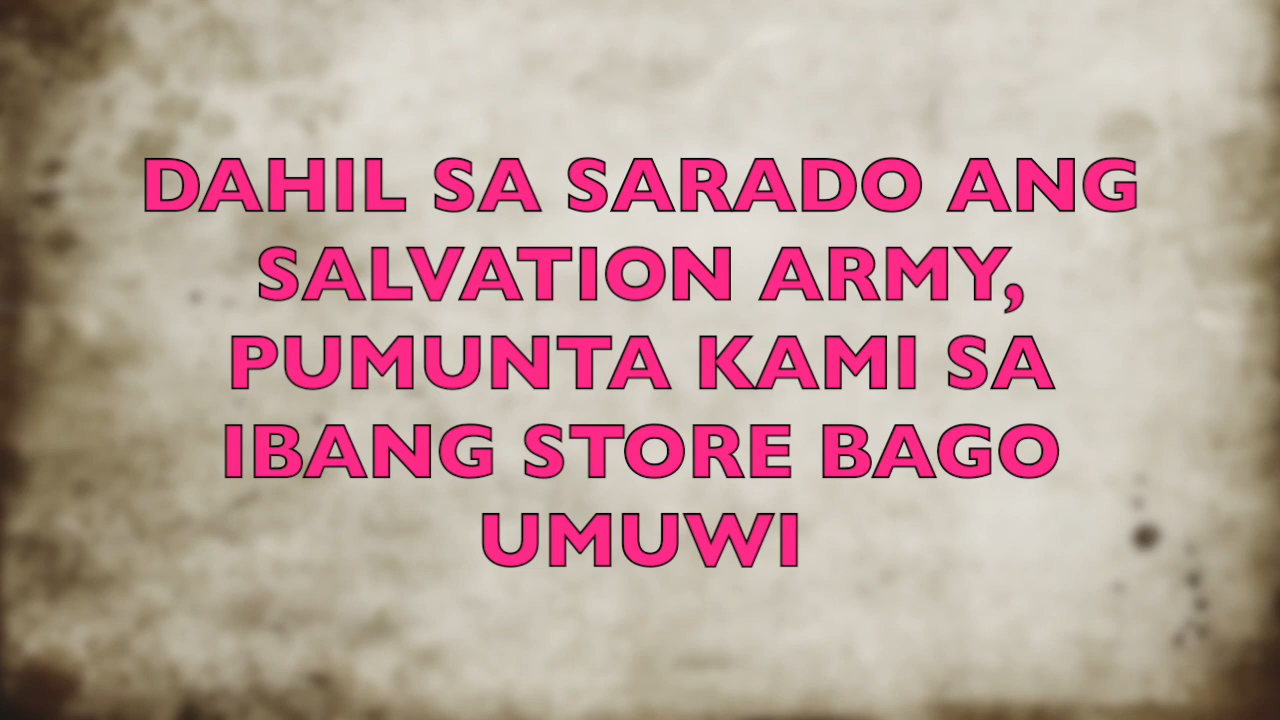 DAHIL SA SARADO ANG
SALVATION ARMY,
PUMUNTA KAMI SA
IBANG STORE BAGO
UMUWI